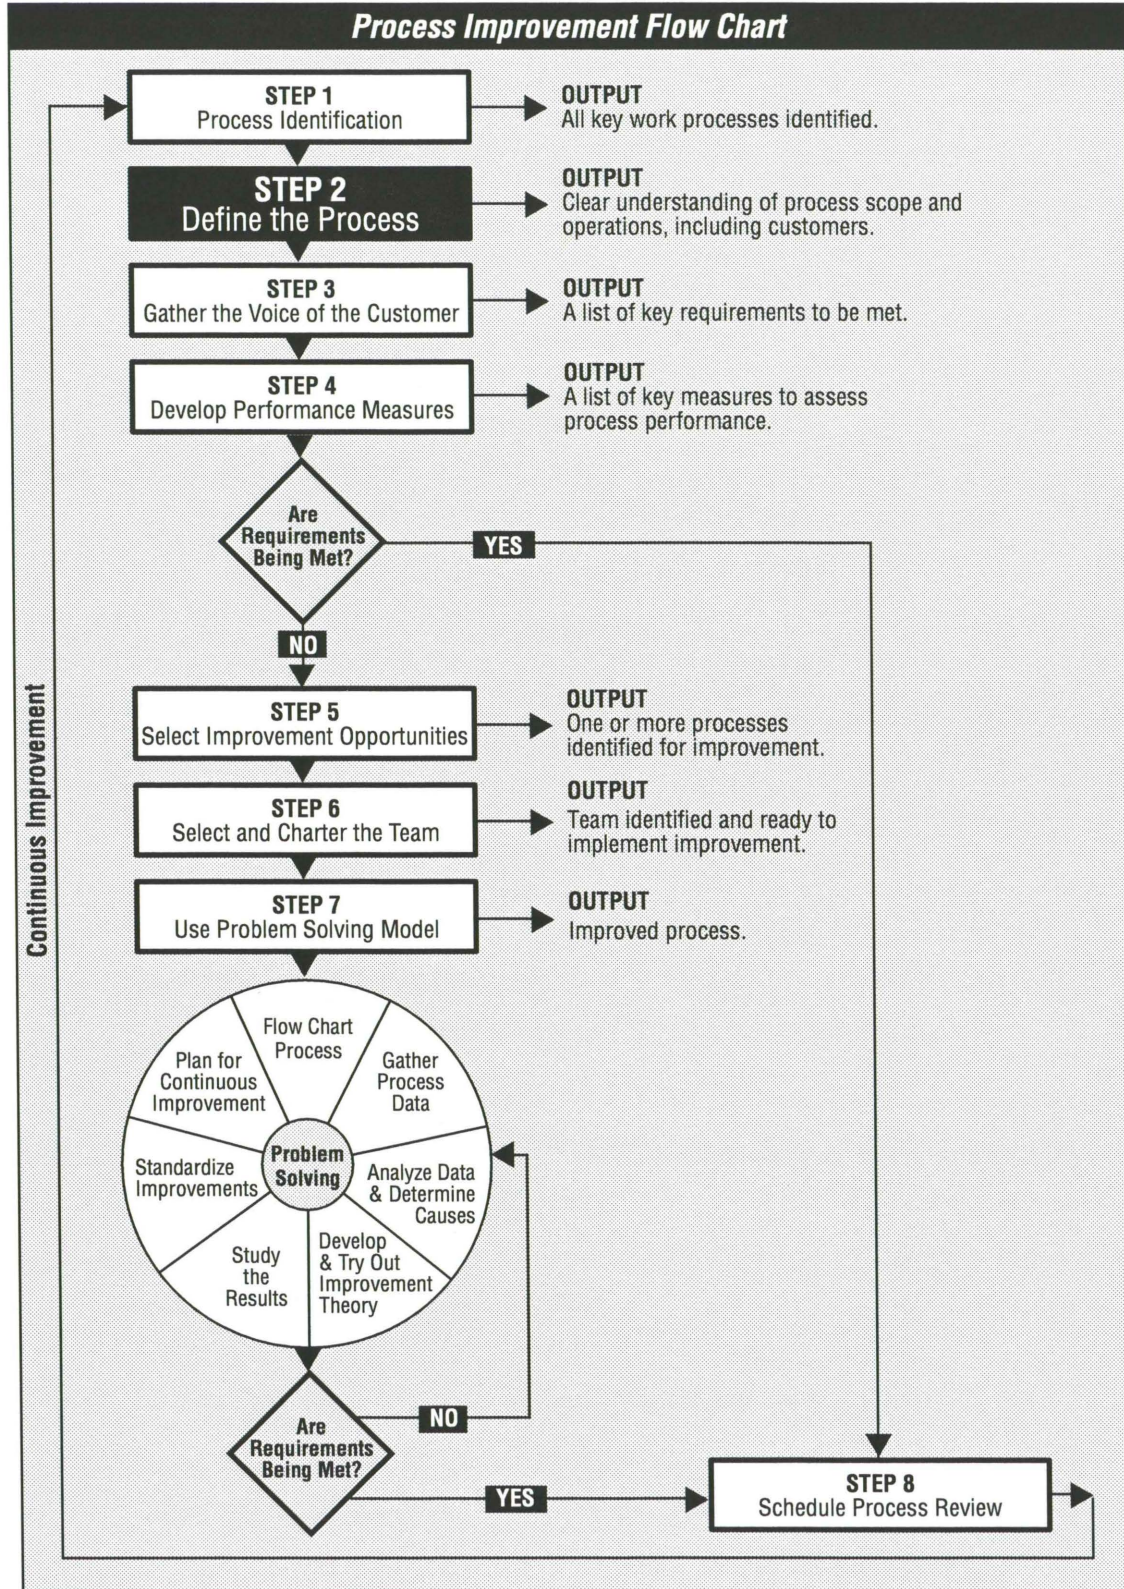 Process Improvement Flow Chart
STEP 1
Process Identification
OUTPUT
All key work processes identified.
STEP 2
Define the Process
OUTPUT
Clear understanding of process scope and
operations, including customers.
STEP 3
Gather the Voice of the Customer
OUTPUT
A list of key requirements to be met.
STEP 4
Develop Performance Measures
OUTPUT
A list of key measures to assess
process performance.
Are
Requirements
Being Met?
YES
NO
STEP 5
Select Improvement Opportunities
OUTPUT
One or more processes
identified for improvement.
STEP 6
Select and Charter the Team
OUTPUT
Team identified and ready to
implement improvement.
STEP 7
Use Problem Solving Model
OUTPUT
Improved process.
Continuous Improvement
Flow Chart
Process
Gather
Process
Data
Analyze Data
& Determine
Causes
Develop
& Try Out
Improvement
Theory
Study
the
Results
Standardize
Improvements
Plan for
Continuous
Improvement
Problem
Solving
Are
Requirements
Being Met?
NO
YES
STEP 8
Schedule Process Review